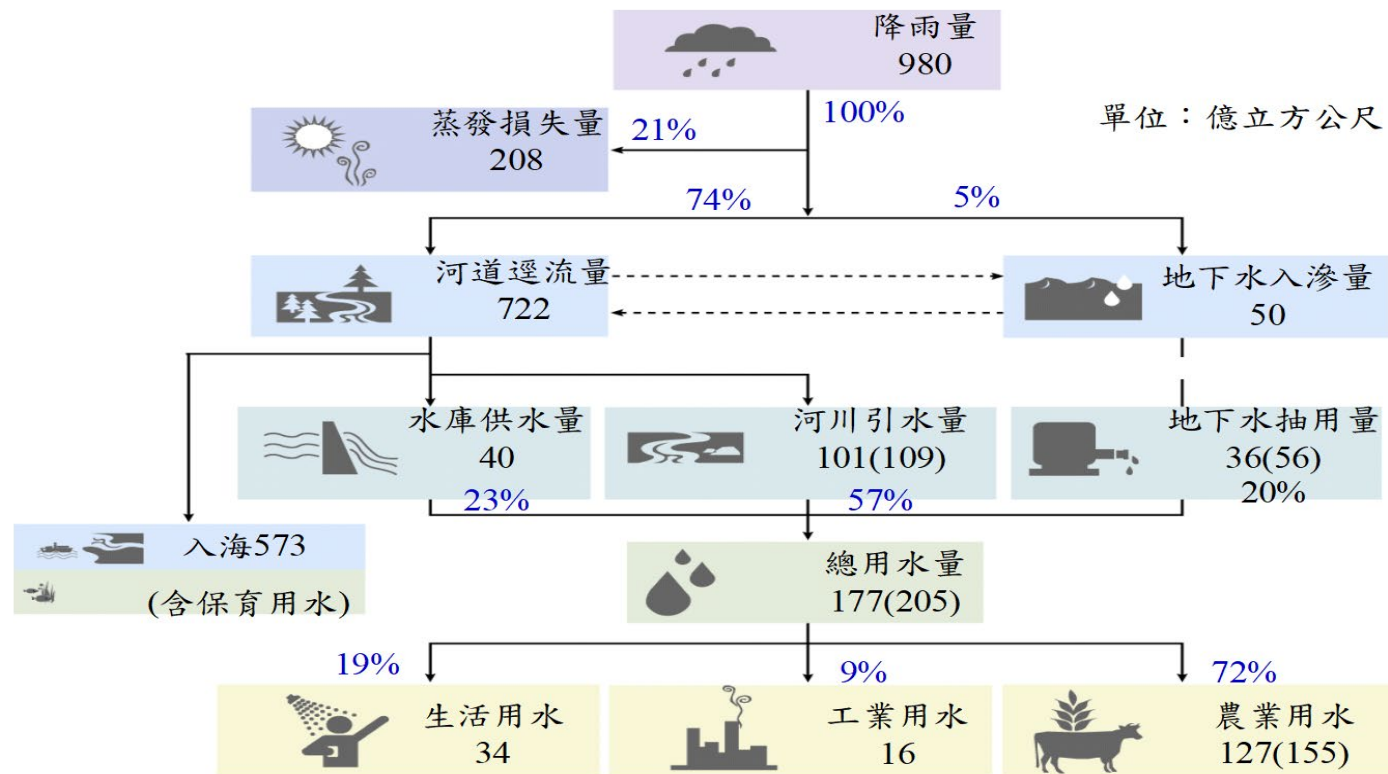 降雨量
980
100%
單位：億立方公尺
蒸發損失量
208
21%
74%
5%
河道逕流量
722
地下水入滲量
50
水庫供水量
40
23%
河川引水量
101(109)
57%
地下水抽用量
36(56)
20%
入海573
(含保育用水)
總用水量
177(205)
19%
9%
72%
生活用水
34
工業用水
16
農業用水
127(155)